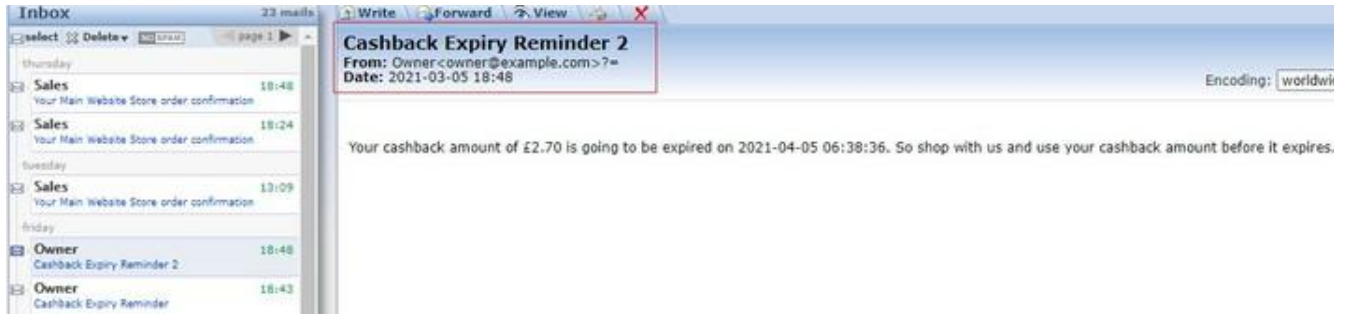 Inbox 23 mails
select Delete NO SPAM page 1
thursday
Sales 18:48
Your Main Website Store order confirmation
Sales 18:24
Your Main Website Store order confirmation
tuesday
Sales 13:09
Your Main Website Store order confirmation
friday
Owner 18:48
Cashback Expiry Reminder 2
Owner 18:43
Cashback Expiry Reminder
Write Forward View
Cashback Expiry Reminder 2
From: Owner<owner@example.com>?=
Date: 2021-03-05 18:48
Encoding: worldwi
Your cashback amount of £2.70 is going to be expired on 2021-04-05 06:38:36. So shop with us and use your cashback amount before it expires.